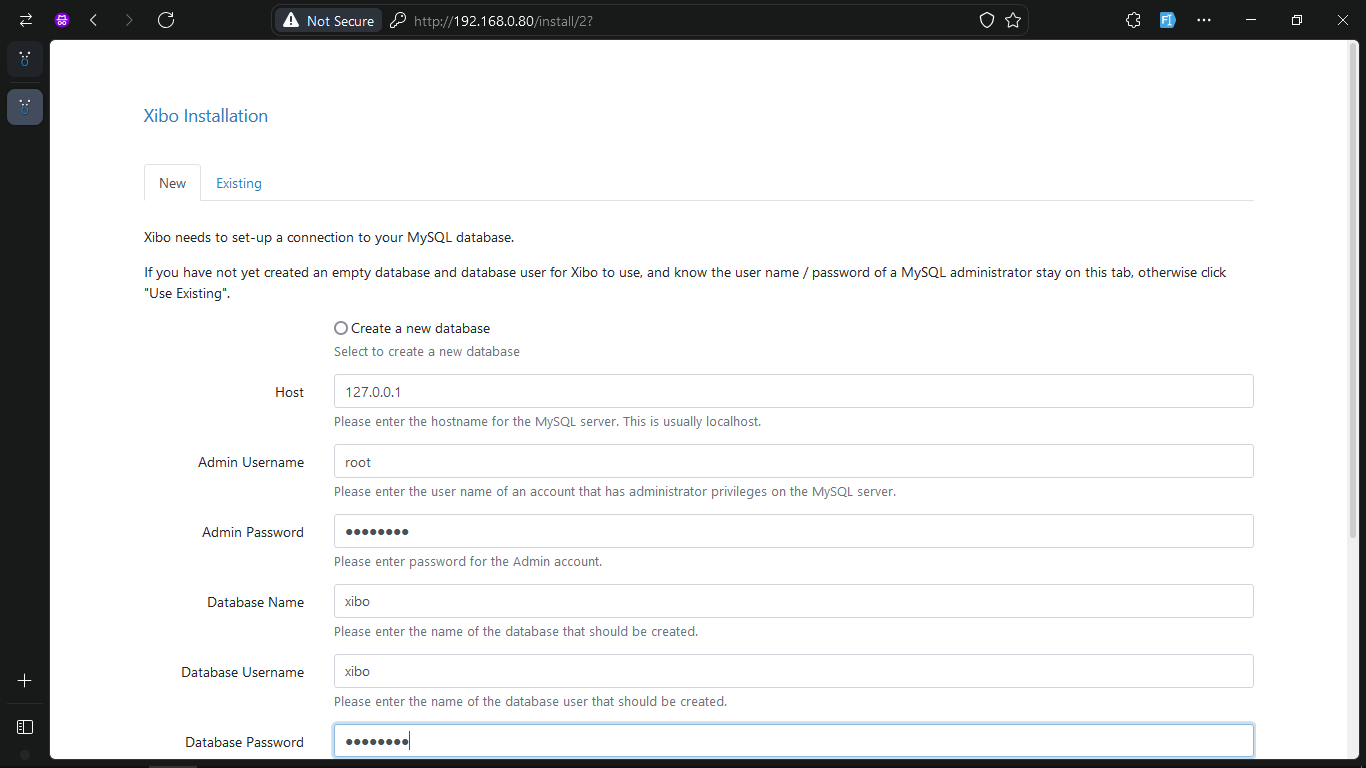 Not Secure
http://192.168.0.80/install/2?
Xibo Installation
New
Existing
Xibo needs to set-up a connection to your MySQL database.
If you have not yet created an empty database and database user for Xibo to use, and know the user name / password of a MySQL administrator stay on this tab, otherwise click
"Use Existing".
Create a new database
Select to create a new database
Host
127.0.0.1
Please enter the hostname for the MySQL server. This is usually localhost.
Admin Username
root
Please enter the user name of an account that has administrator privileges on the MySQL server.
Admin Password
••••••••
Please enter password for the Admin account.
Database Name
xibo
Please enter the name of the database that should be created.
Database Username
xibo
Please enter the name of the database user that should be created.
Database Password
••••••••